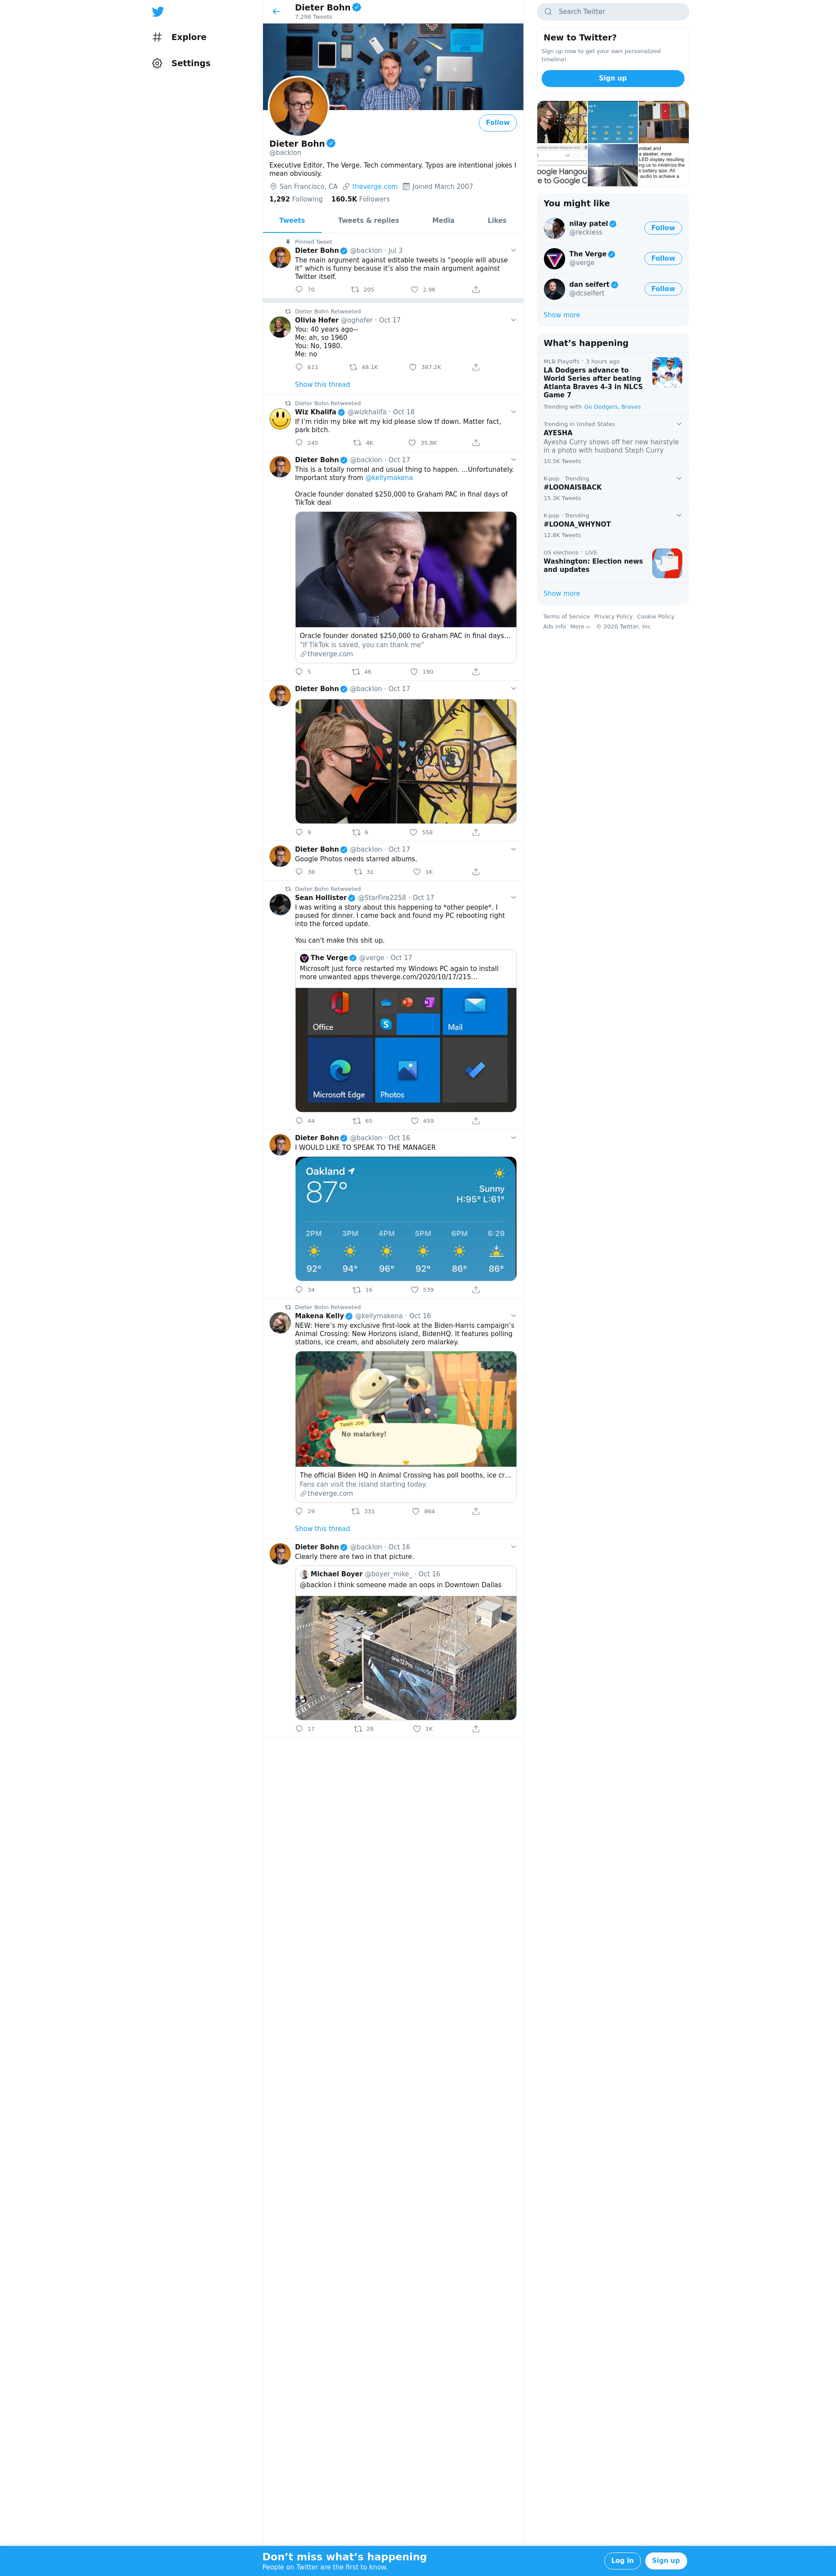 Explore
Settings
Dieter Bohn
7,298 Tweets
Follow
Dieter Bohn
@backlon
Executive Editor, The Verge. Tech commentary. Typos are intentional jokes I
mean obviously.
San Francisco, CA theverge.com Joined March 2007
1,292 Following 160.5K Followers
Tweets Tweets & replies Media Likes
Pinned Tweet
Dieter Bohn @backlon · Jul 3
The main argument against editable tweets is “people will abuse
it” which is funny because it’s also the main argument against
Twitter itself.
70 205 2.9K
Dieter Bohn Retweeted
Olivia Hofer @oghofer · Oct 17
You: 40 years ago--
Me: ah, so 1960
You: No, 1980.
Me: no
611 48.1K 387.2K
Show this thread
Dieter Bohn Retweeted
Wiz Khalifa @wizkhalifa · Oct 18
If I’m ridin my bike wit my kid please slow tf down. Matter fact,
park bitch.
245 4K 35.8K
Dieter Bohn @backlon · Oct 17
This is a totally normal and usual thing to happen. ...Unfortunately.
Important story from @kellymakena
Oracle founder donated $250,000 to Graham PAC in final days of
TikTok deal
Oracle founder donated $250,000 to Graham PAC in final days...
"If TikTok is saved, you can thank me"
theverge.com
5 46 190
Dieter Bohn @backlon · Oct 17
9 6 558
Dieter Bohn @backlon · Oct 17
Google Photos needs starred albums.
38 31 1K
Dieter Bohn Retweeted
Sean Hollister @StarFire2258 · Oct 17
I was writing a story about this happening to *other people*. I
paused for dinner. I came back and found my PC rebooting right
into the forced update.
You can’t make this shit up.
The Verge @verge · Oct 17
Microsoft just force restarted my Windows PC again to install
more unwanted apps theverge.com/2020/10/17/215…
Office
Mail
Microsoft Edge
Photos
44 65 459
Dieter Bohn @backlon · Oct 16
I WOULD LIKE TO SPEAK TO THE MANAGER
Oakland
87°
Sunny
H:95° L:61°
2PM 3PM 4PM 5PM 6PM 6:29
92° 94° 96° 92° 86° 86°
34 16 539
Dieter Bohn Retweeted
Makena Kelly @kellymakena · Oct 16
NEW: Here’s my exclusive first-look at the Biden-Harris campaign’s
Animal Crossing: New Horizons island, BidenHQ. It features polling
stations, ice cream, and absolutely zero malarkey.
Team Joe
No malarkey!
The official Biden HQ in Animal Crossing has poll booths, ice cr...
Fans can visit the island starting today.
theverge.com
29 331 864
Show this thread
Dieter Bohn @backlon · Oct 16
Clearly there are two in that picture.
Michael Boyer @boyer_mike_ · Oct 16
@backlon I think someone made an oops in Downtown Dallas
17 28 1K
Search Twitter
New to Twitter?
Sign up now to get your own personalized
timeline!
Sign up
oogle Hangou
e to Google C
a sleeker, more
LED display resulting
ng us to minimize the
e battery size. All
audio to achieve a
You might like
nilay patel
@reckless
Follow
The Verge
@verge
Follow
dan seifert
@dcseifert
Follow
Show more
What’s happening
MLB Playoffs · 3 hours ago
LA Dodgers advance to
World Series after beating
Atlanta Braves 4-3 in NLCS
Game 7
Trending with Go Dodgers, Braves
Trending in United States
AYESHA
Ayesha Curry shows off her new hairstyle
in a photo with husband Steph Curry
10.5K Tweets
K-pop · Trending
#LOONAISBACK
15.3K Tweets
K-pop · Trending
#LOONA_WHYNOT
12.8K Tweets
US elections · LIVE
Washington: Election news
and updates
Show more
Terms of Service Privacy Policy Cookie Policy
Ads info More © 2020 Twitter, Inc.
Don’t miss what’s happening
People on Twitter are the first to know.
Log in
Sign up